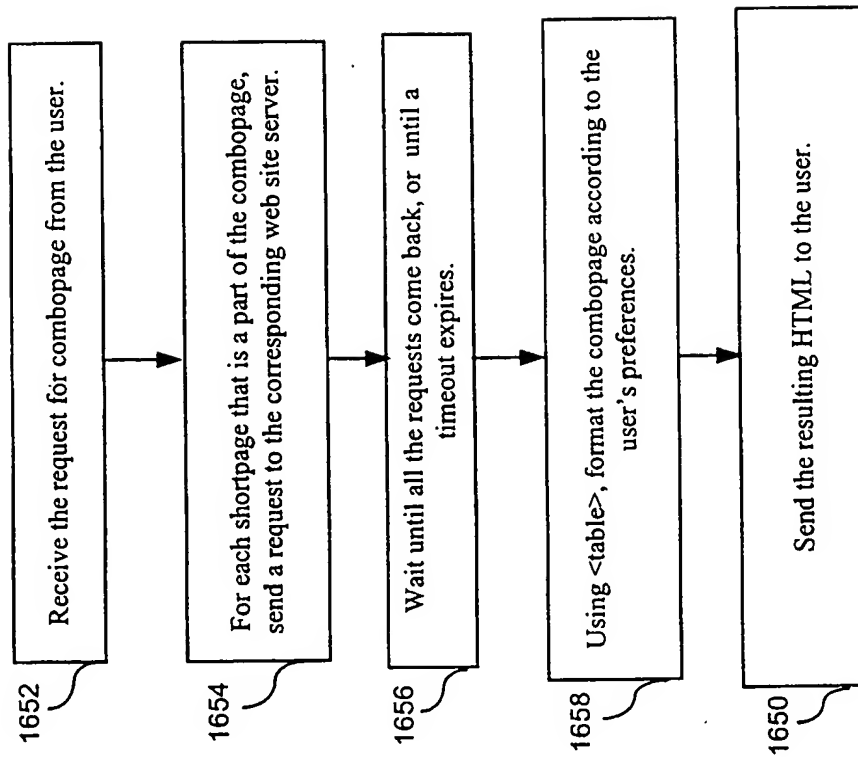 1652
Receive the request for combopage from the user.
1654
For each shortpage that is a part of the combopage,
send a request to the corresponding web site server.
1656
Wait until all the requests come back, or until a
timeout expires.
1658
Using <table>, format the combopage according to the
user's preferences.
1650
Send the resulting HTML to the user.